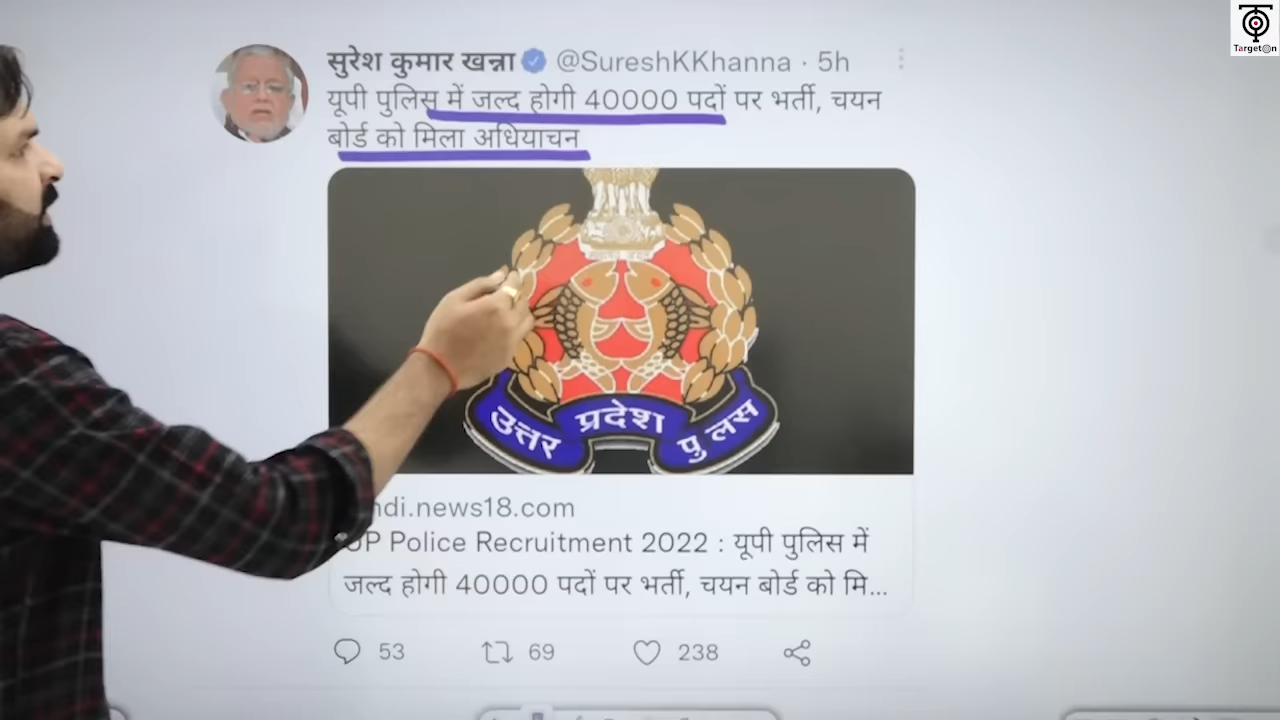 TargetOn
सुरेश कुमार खन्ना @SureshKKhanna · 5h
यूपी पुलिस में जल्द होगी 40000 पदों पर भर्ती, चयन
बोर्ड को मिला अधियाचन
उत्तर प्रदेश पुलिस
ndi.news18.com
UP Police Recruitment 2022 : यूपी पुलिस में
जल्द होगी 40000 पदों पर भर्ती, चयन बोर्ड को मि...
53 69 238